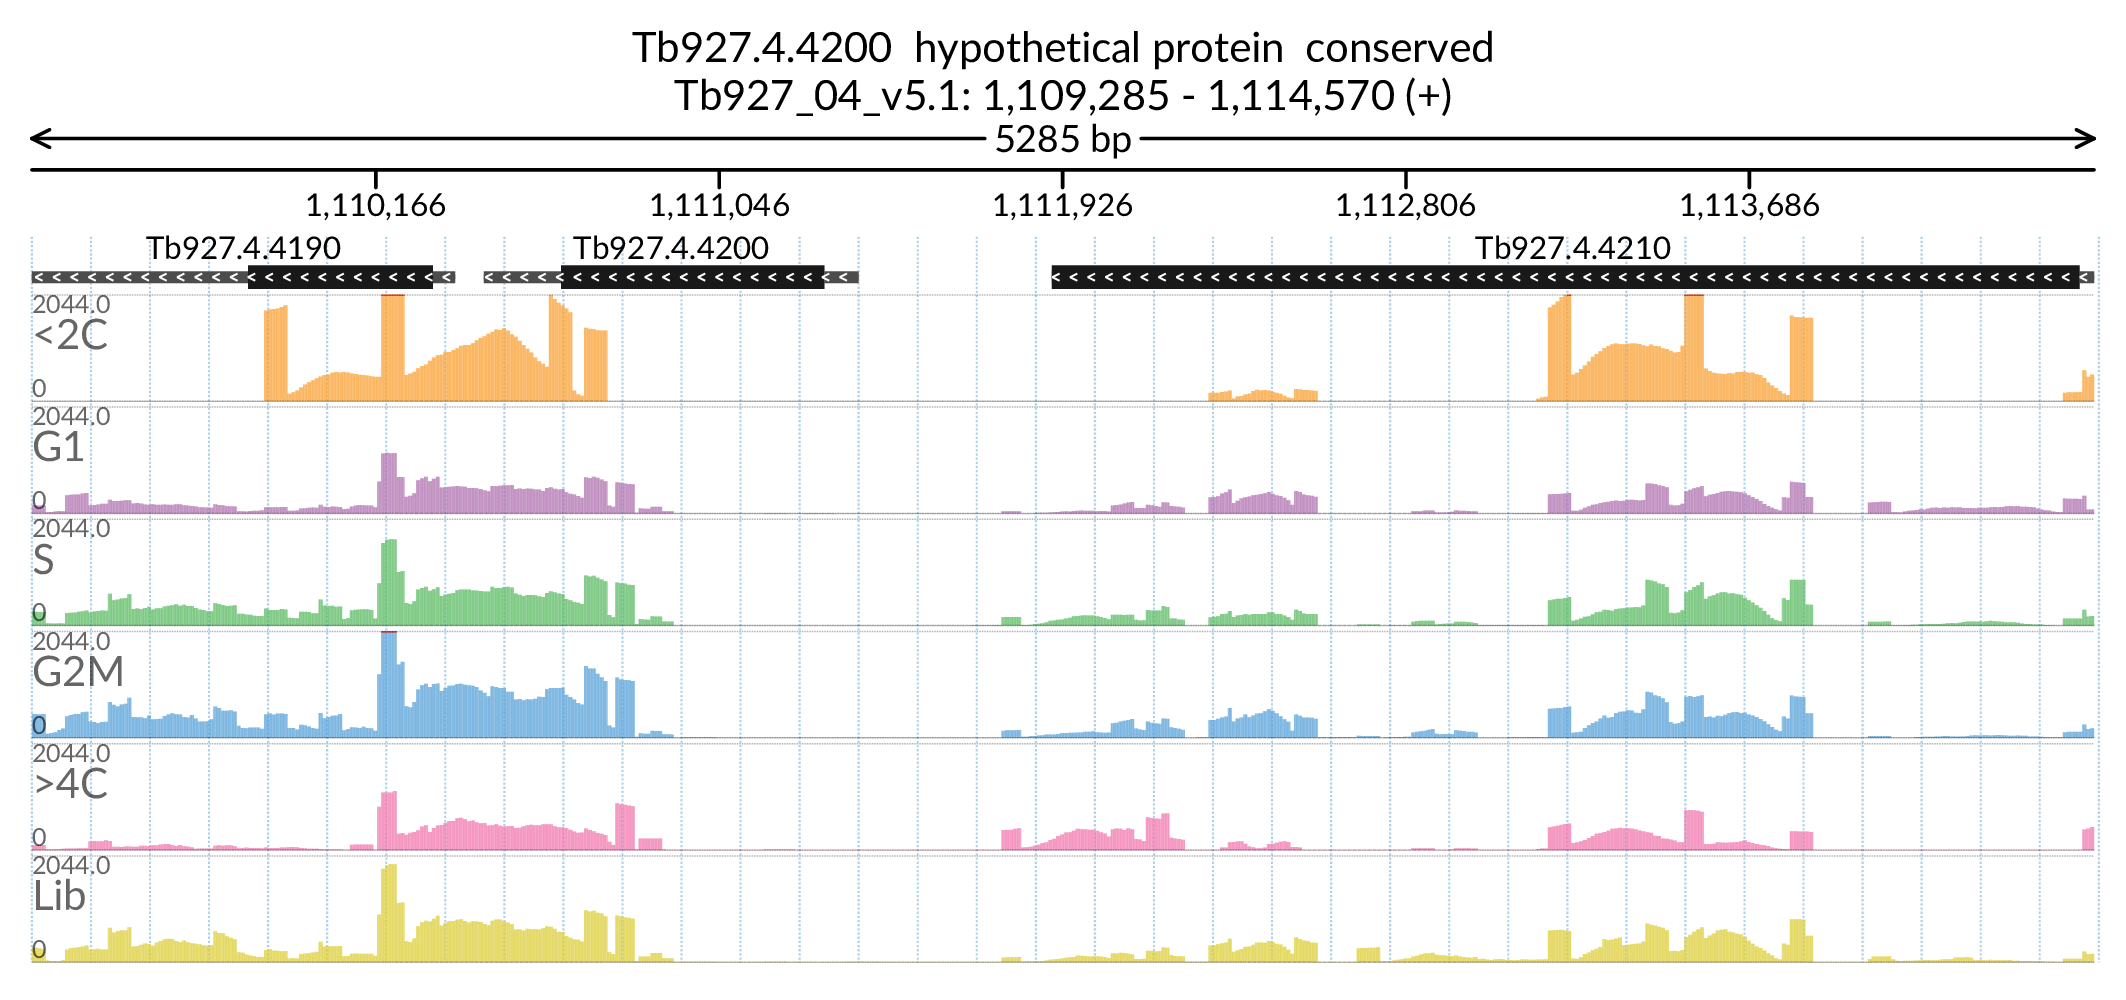 Tb927.4.4200  hypothetical protein  conserved
Tb927_04_v5.1: 1,109,285 - 1,114,570 (+)
5285 bp
1,110,166 1,111,046 1,111,926 1,112,806 1,113,686
Tb927.4.4190 Tb927.4.4200 Tb927.4.4210
2044.0
<2C
0
2044.0
G1
0
2044.0
S
0
2044.0
G2M
0
2044.0
>4C
0
2044.0
Lib
0